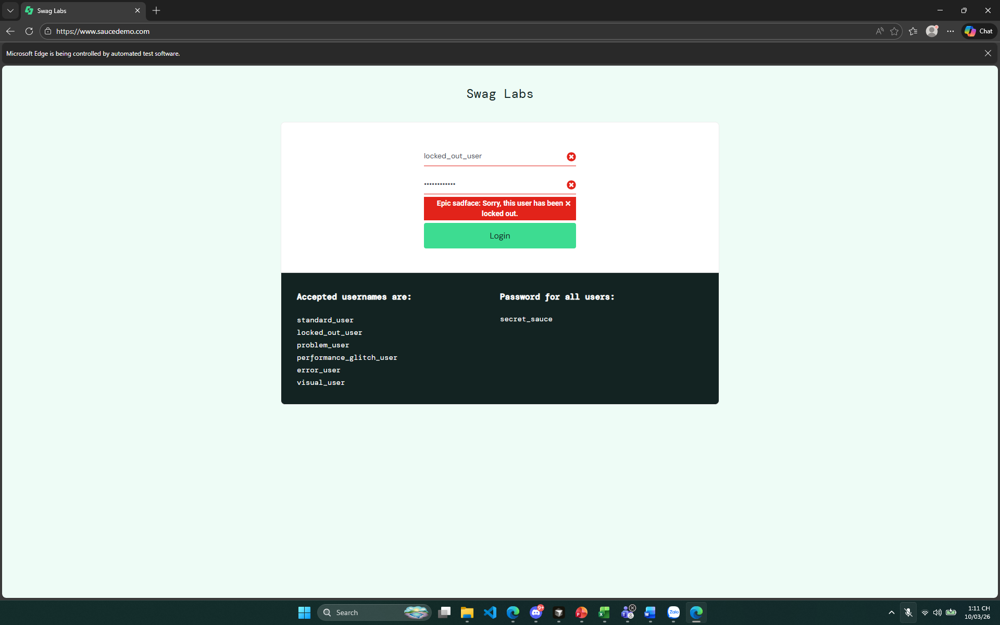 Swag Labs
https://www.saucedemo.com
Chat
Microsoft Edge is being controlled by automated test software.
Swag Labs
locked_out_user
••••••••••••
Epic sadface: Sorry, this user has been
locked out.
Login
Accepted usernames are:
standard_user
locked_out_user
problem_user
performance_glitch_user
error_user
visual_user
Password for all users:
secret_sauce
Search
9+
Zalo
1:11 CH
10/03/26